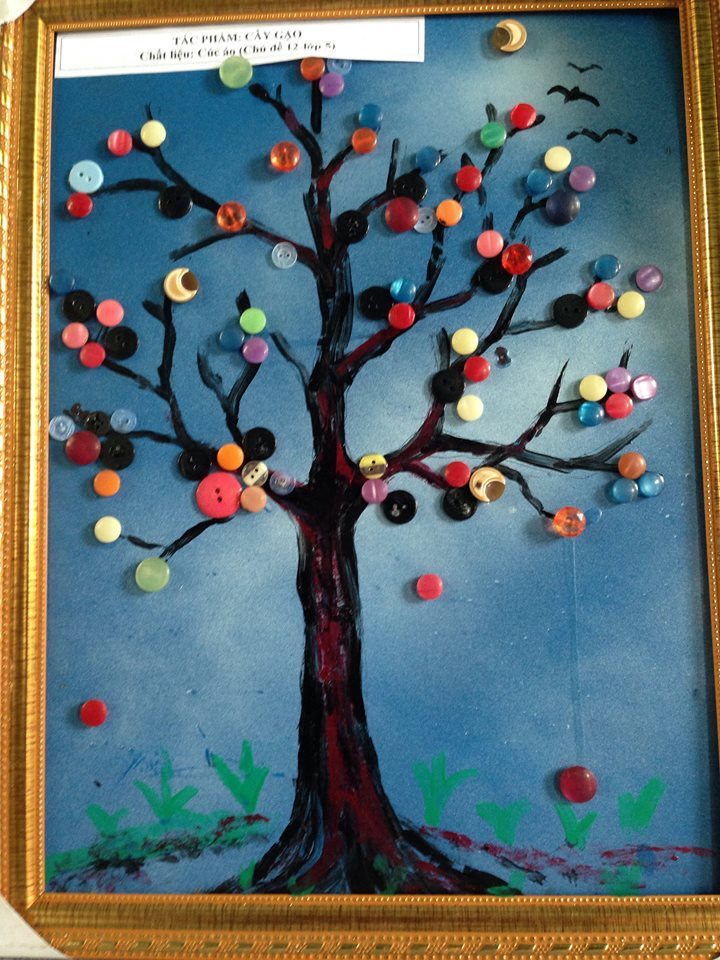 TÁC PHẨM: CÂY GẠO
Chất liệu: Cúc áo (Chủ đề 12 lớp 5)